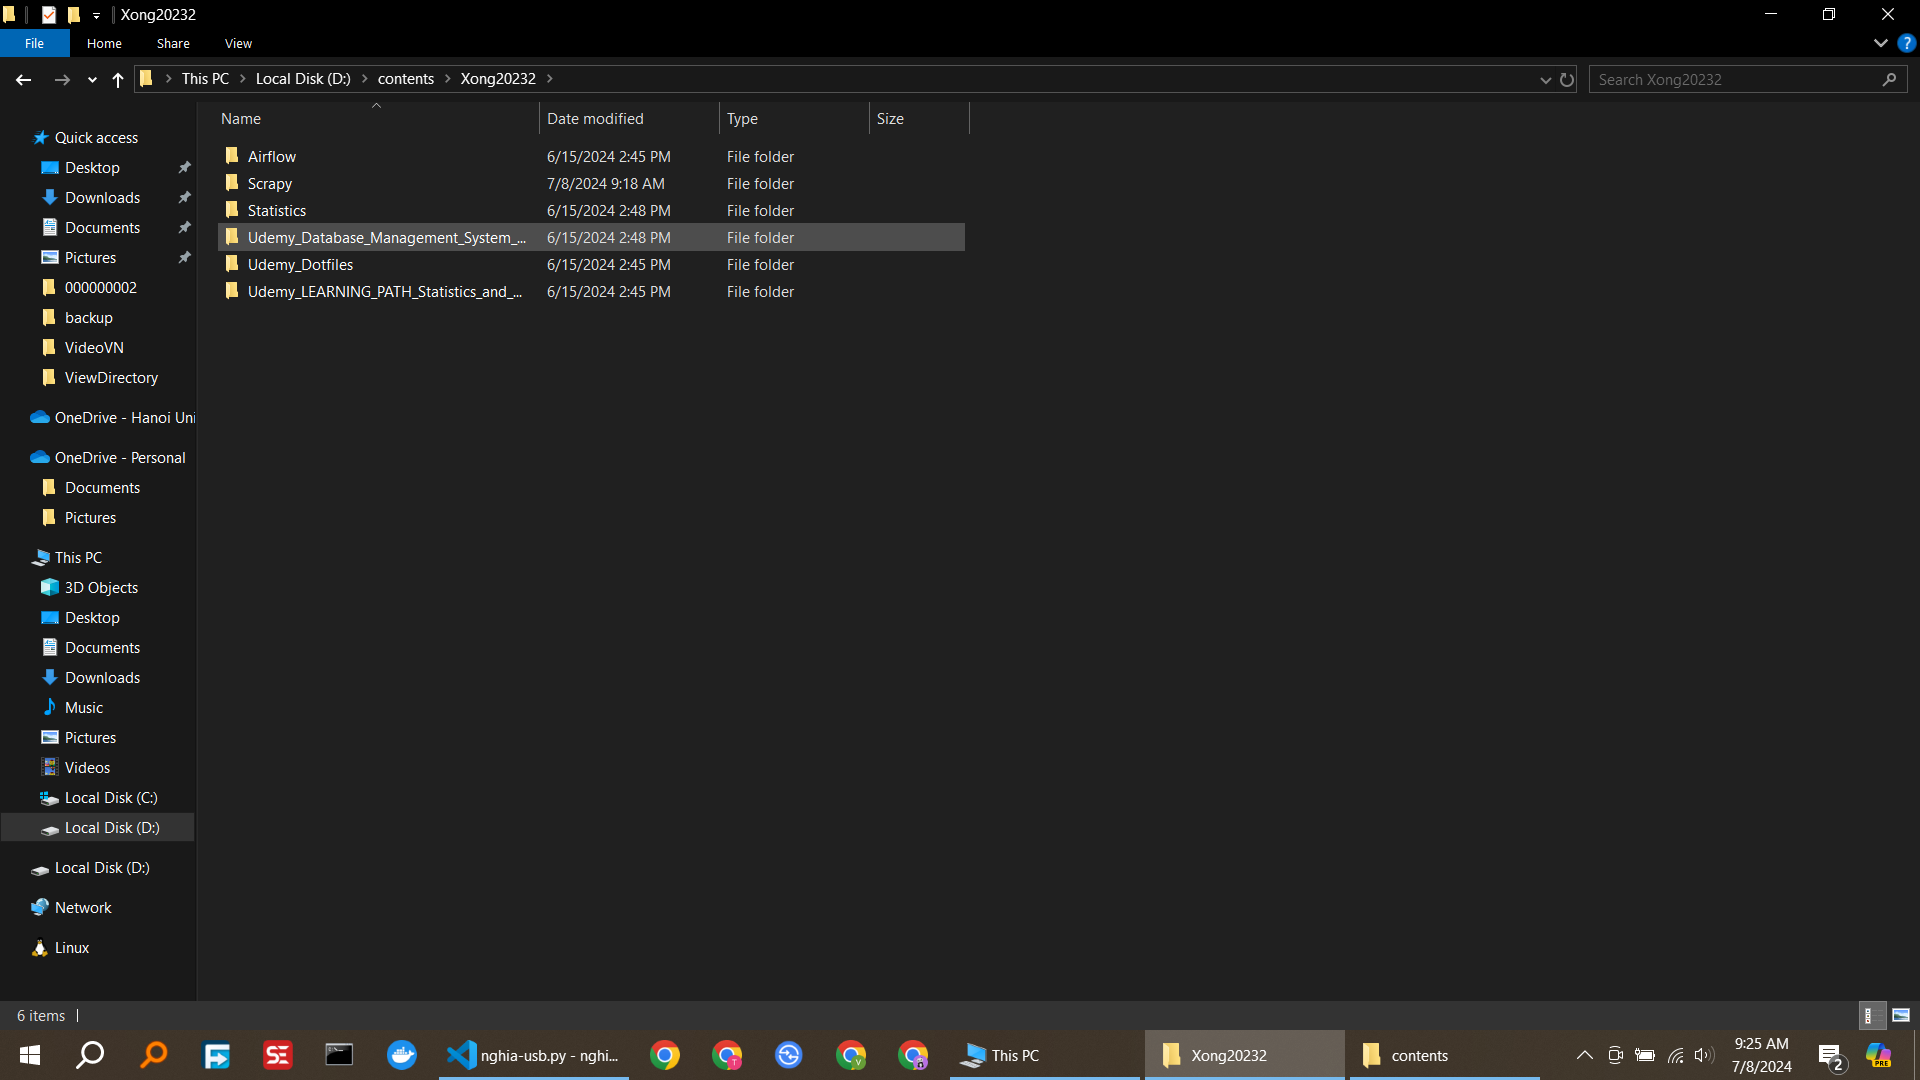 Xong20232
File Home Share View
This PC Local Disk (D:) contents Xong20232
Search Xong20232
Name Date modified Type Size
Airflow 6/15/2024 2:45 PM File folder
Scrapy 7/8/2024 9:18 AM File folder
Statistics 6/15/2024 2:48 PM File folder
Udemy_Database_Management_System_... 6/15/2024 2:48 PM File folder
Udemy_Dotfiles 6/15/2024 2:45 PM File folder
Udemy_LEARNING_PATH_Statistics_and_... 6/15/2024 2:45 PM File folder
Quick access
Desktop
Downloads
Documents
Pictures
000000002
backup
VideoVN
ViewDirectory
OneDrive - Hanoi Uni
OneDrive - Personal
Documents
Pictures
This PC
3D Objects
Desktop
Documents
Downloads
Music
Pictures
Videos
Local Disk (C:)
Local Disk (D:)
Local Disk (D:)
Network
Linux
6 items
SE
nghia-usb.py - nghi...
T
V
This PC
Xong20232
contents
9:25 AM
7/8/2024
2
PRE